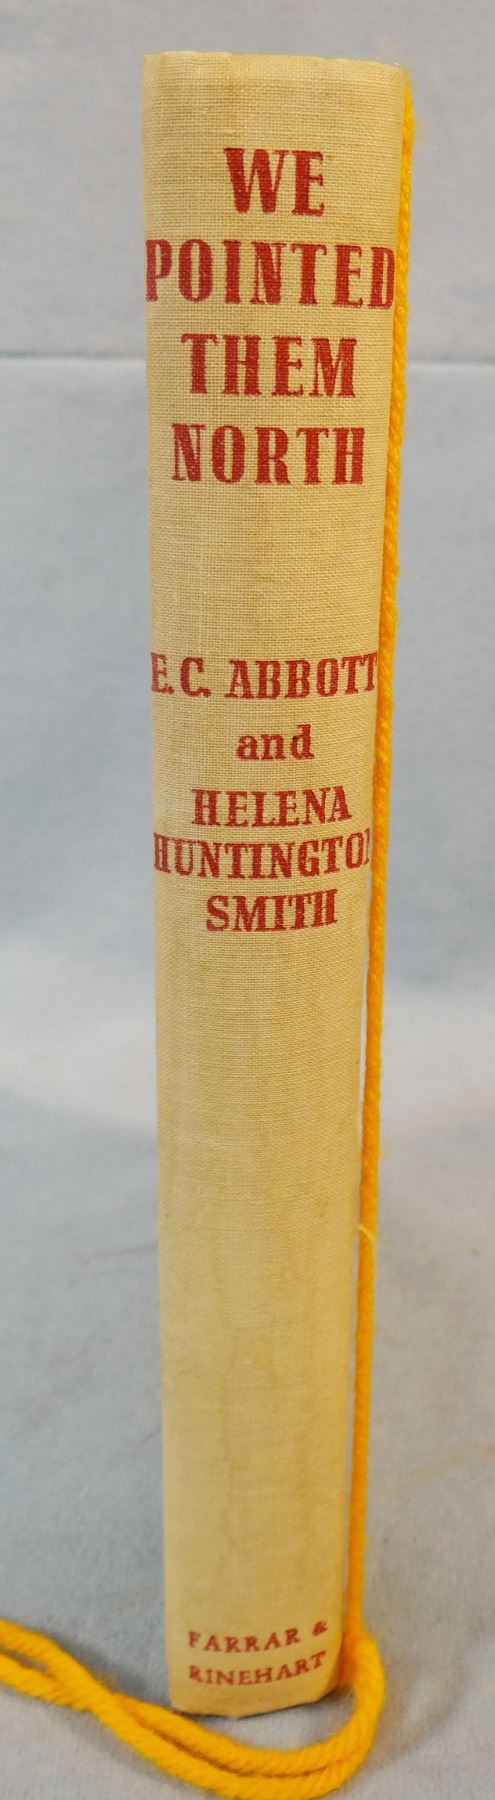 WE
POINTED
THEM
NORTH
E.C. ABBOTT
and
HELENA
HUNTINGTON
SMITH
FARRAR &
RINEHART